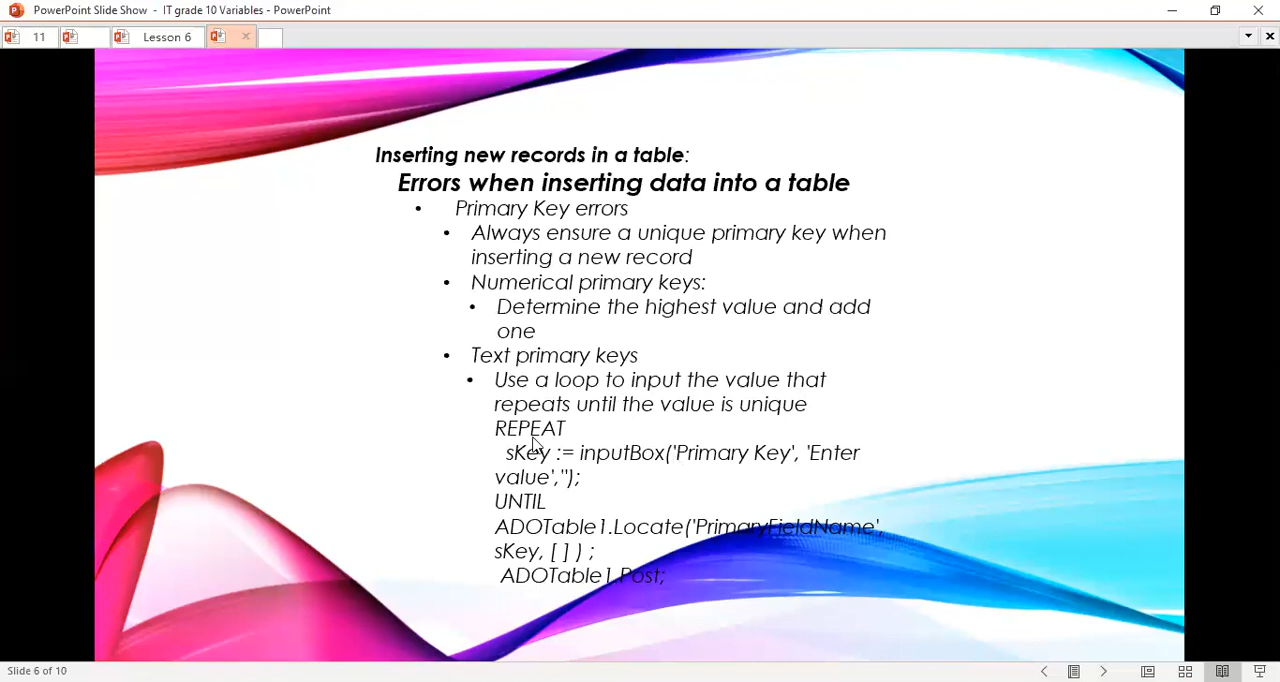 PowerPoint Slide Show - IT grade 10 Variables - PowerPoint
11
Lesson 6
Inserting new records in a table:
Errors when inserting data into a table
• Primary Key errors
• Always ensure a unique primary key when
inserting a new record
• Numerical primary keys:
• Determine the highest value and add
one
• Text primary keys
• Use a loop to input the value that
repeats until the value is unique
REPEAT
sKey := inputBox('Primary Key', 'Enter
value','');
UNTIL
ADOTable1.Locate('PrimaryFieldName',
sKey, [ ] ) ;
ADOTable1.Post;
Slide 6 of 10